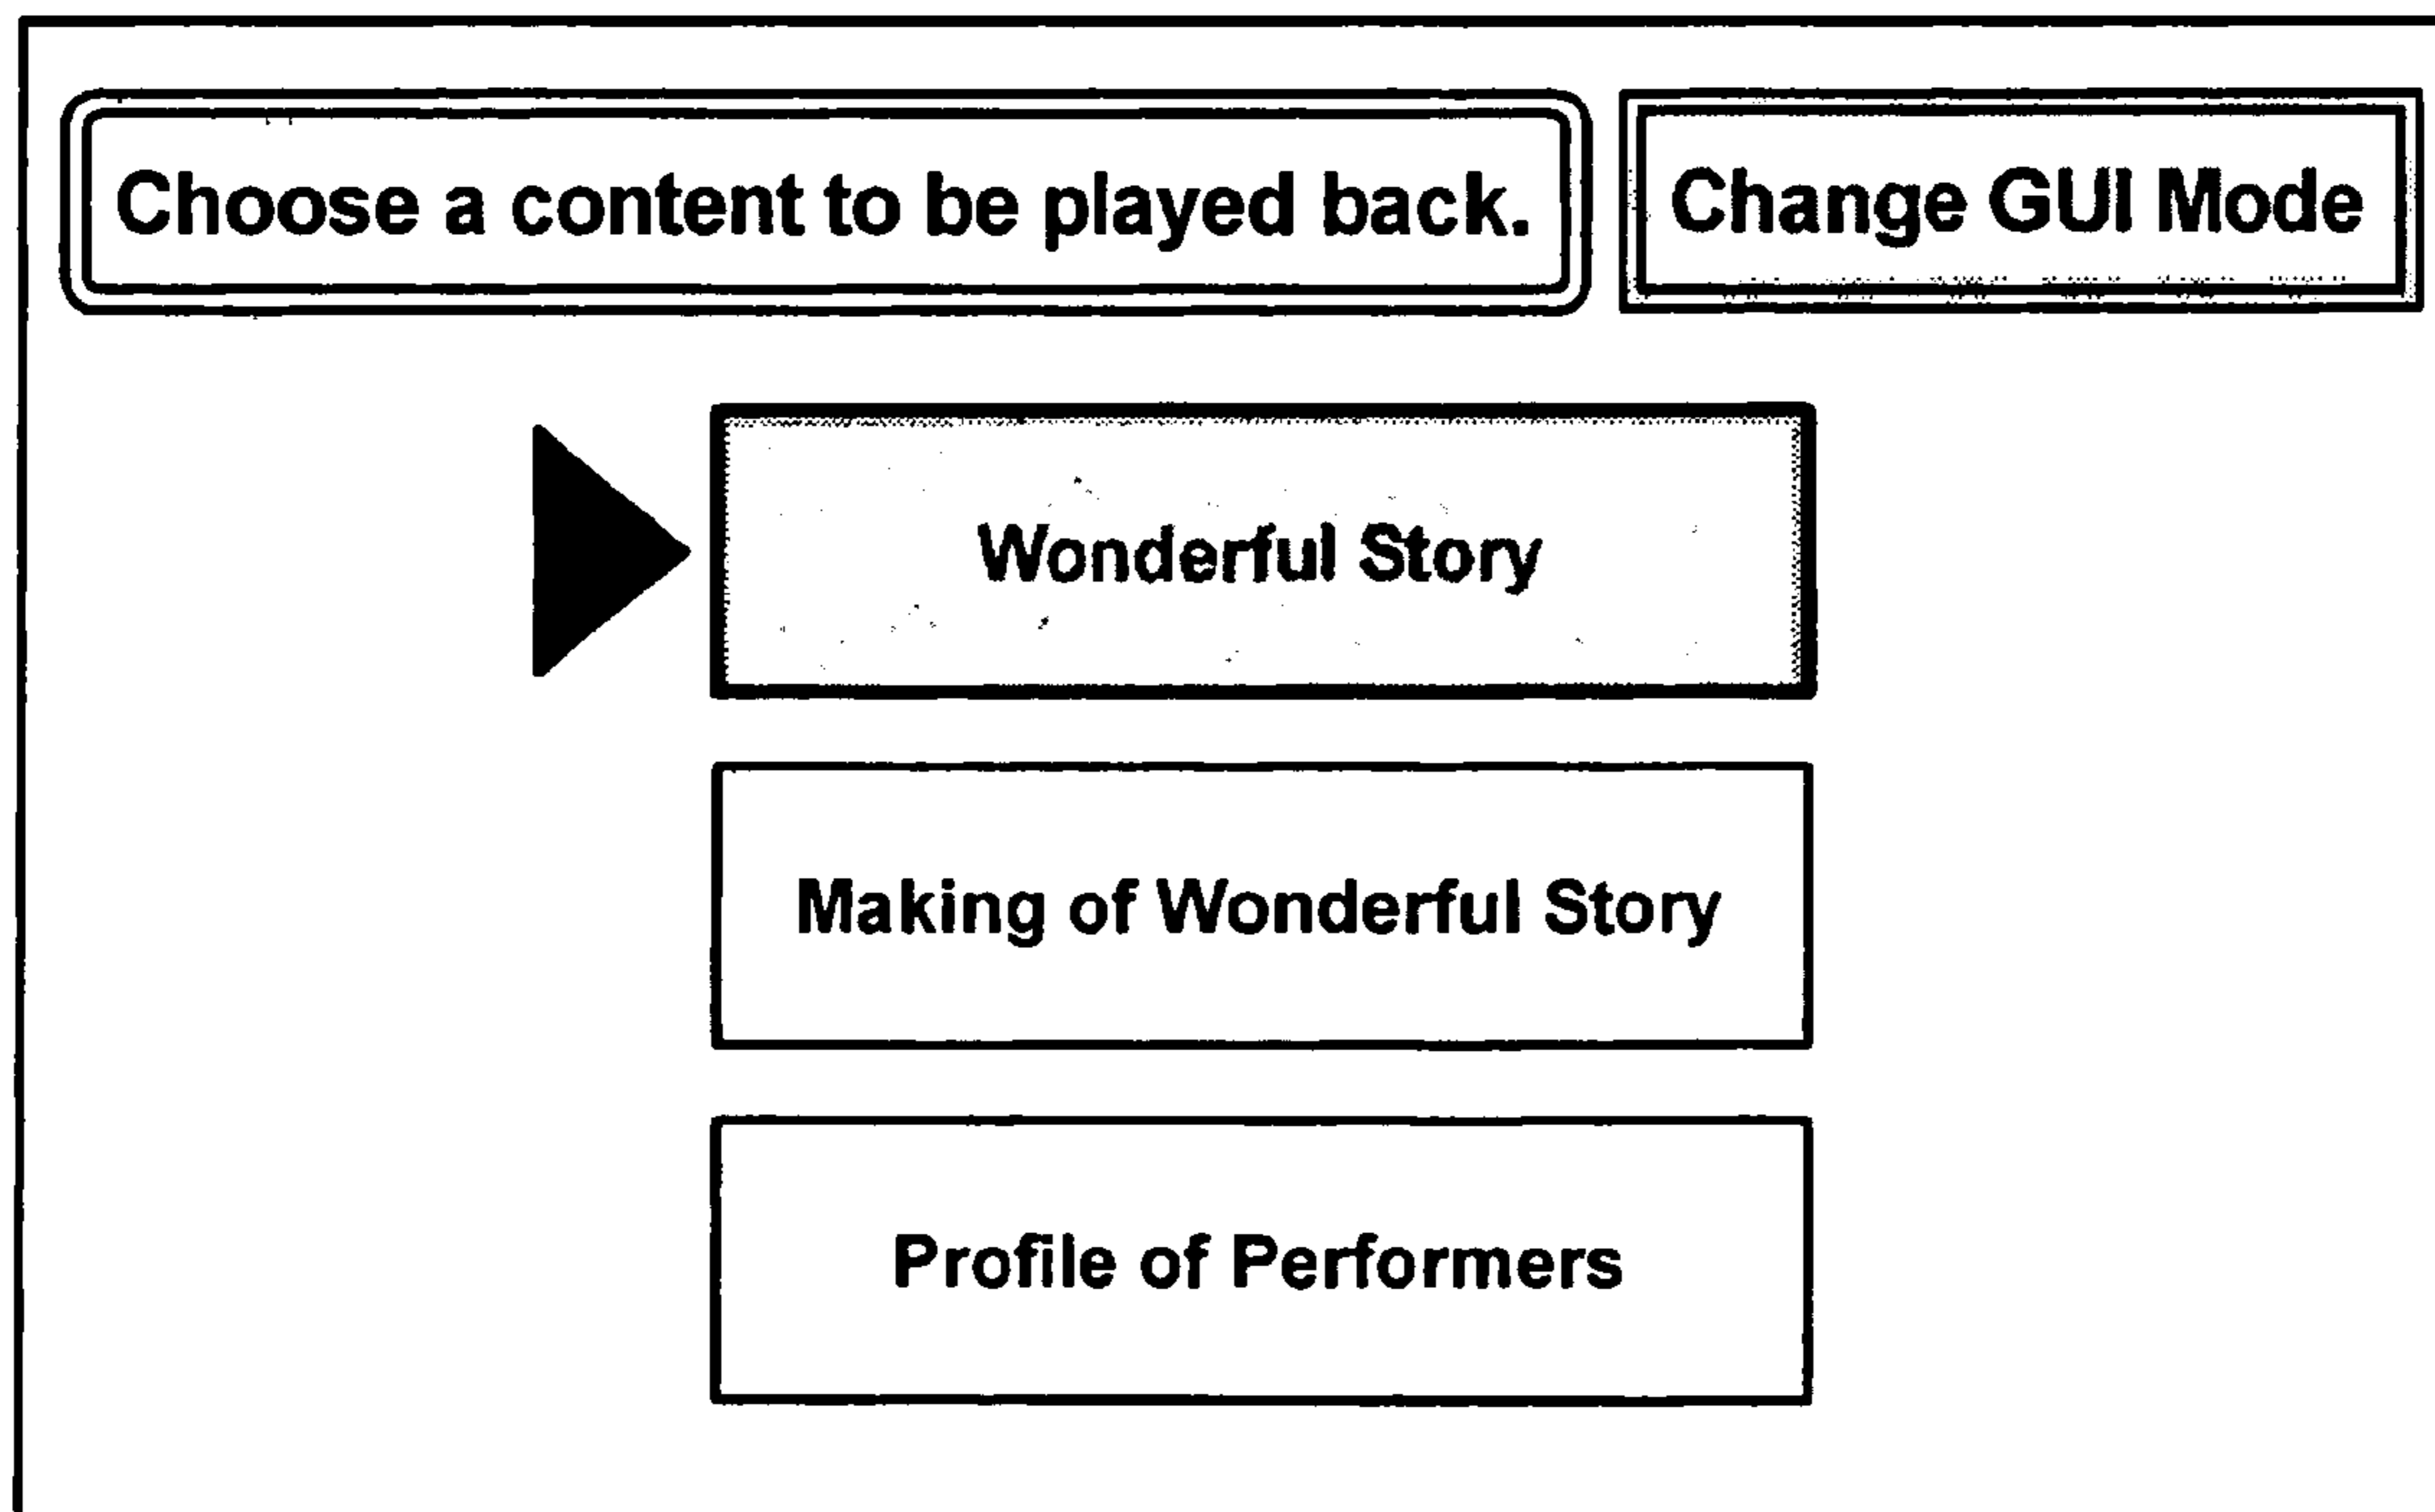 Choose a content to be played back.
Change GUI Mode
Wonderful Story
Making of Wonderful Story
Profile of Performers